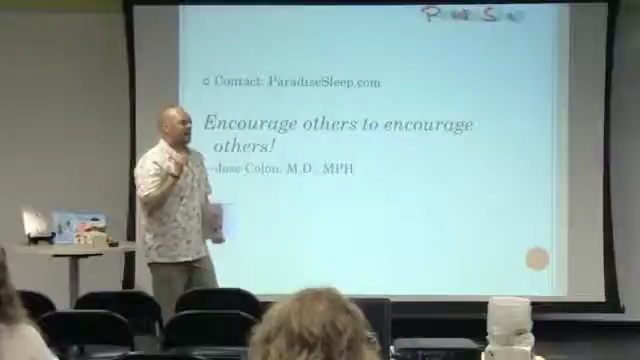 Contact: ParadiseSleep.com
Encourage others to encourage
others!
--Jose Colon, M.D., MPH